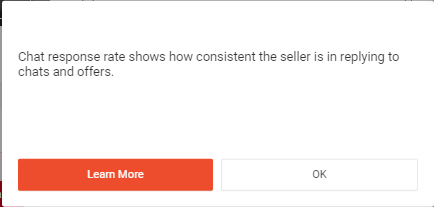 Chat response rate shows how consistent the seller is in replying to
chats and offers.
Learn More
OK